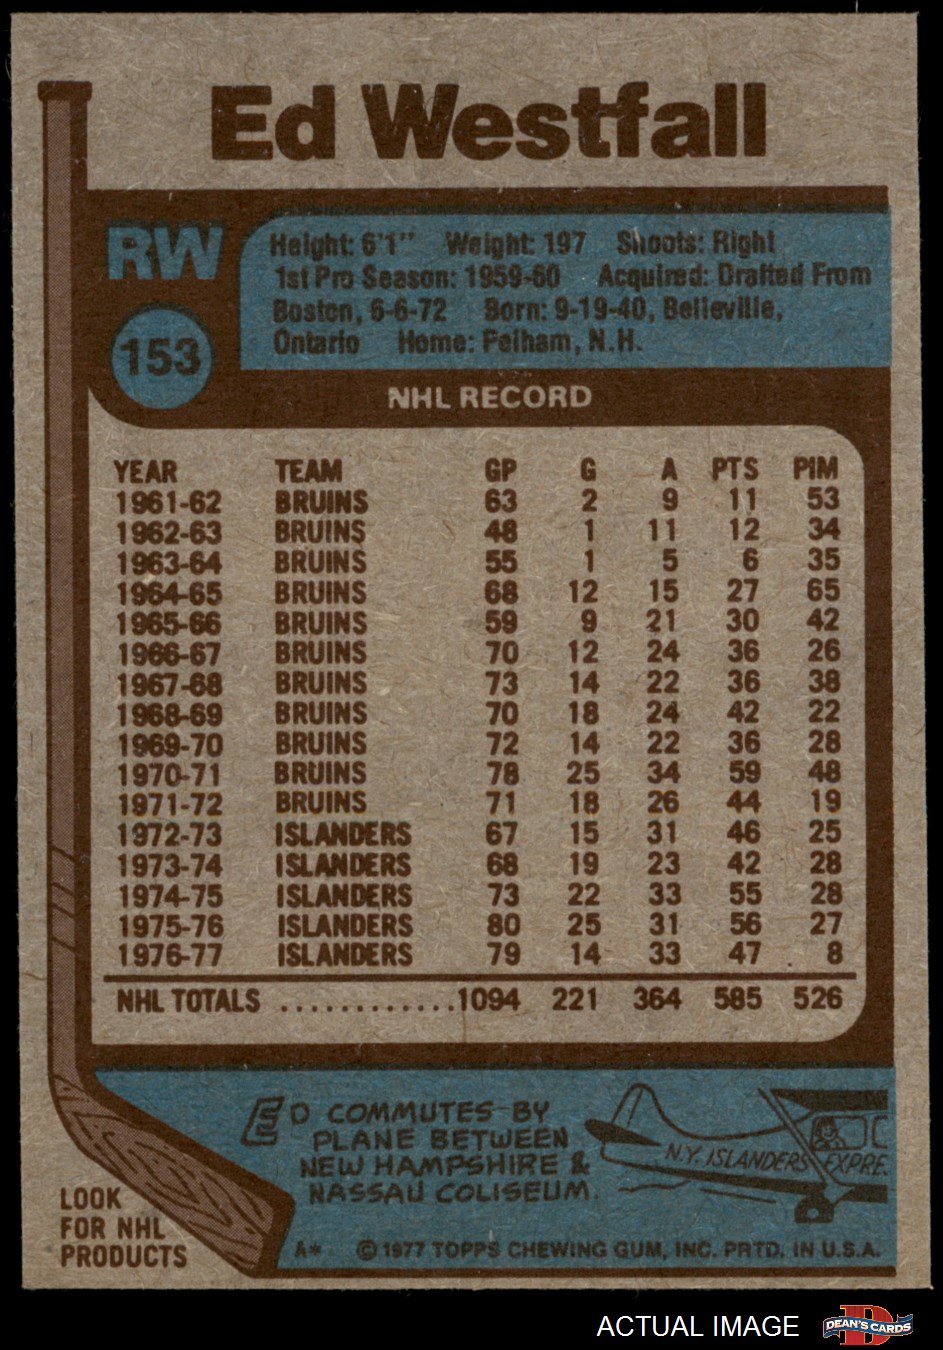 Ed Westfall
RW
153
Height: 6'1" Weight: 197 Shoots: Right
1st Pro Season: 1959-60 Acquired: Drafted From
Boston, 6-6-72 Born: 9-19-40, Belleville,
Ontario Home: Pelham, N.H.
NHL RECORD
YEAR TEAM GP G A PTS PIM
1961-62 BRUINS 63 2 9 11 53
1962-63 BRUINS 48 1 11 12 34
1963-64 BRUINS 55 1 5 6 35
1964-65 BRUINS 68 12 15 27 65
1965-66 BRUINS 59 9 21 30 42
1966-67 BRUINS 70 12 24 36 26
1967-68 BRUINS 73 14 22 36 38
1968-69 BRUINS 70 18 24 42 22
1969-70 BRUINS 72 14 22 36 28
1970-71 BRUINS 78 25 34 59 48
1971-72 BRUINS 71 18 26 44 19
1972-73 ISLANDERS 67 15 31 46 25
1973-74 ISLANDERS 68 19 23 42 28
1974-75 ISLANDERS 73 22 33 55 28
1975-76 ISLANDERS 80 25 31 56 27
1976-77 ISLANDERS 79 14 33 47 8
NHL TOTALS ............. 1094 221 364 585 526
ED COMMUTES BY
PLANE BETWEEN
NEW HAMPSHIRE &
NASSAU COLISEUM.
N.Y. ISLANDERS EXPRE.
LOOK
FOR NHL
PRODUCTS
A* © 1977 TOPPS CHEWING GUM, INC. PRTD. IN U.S.A.
ACTUAL IMAGE
DEAN'S CARDS